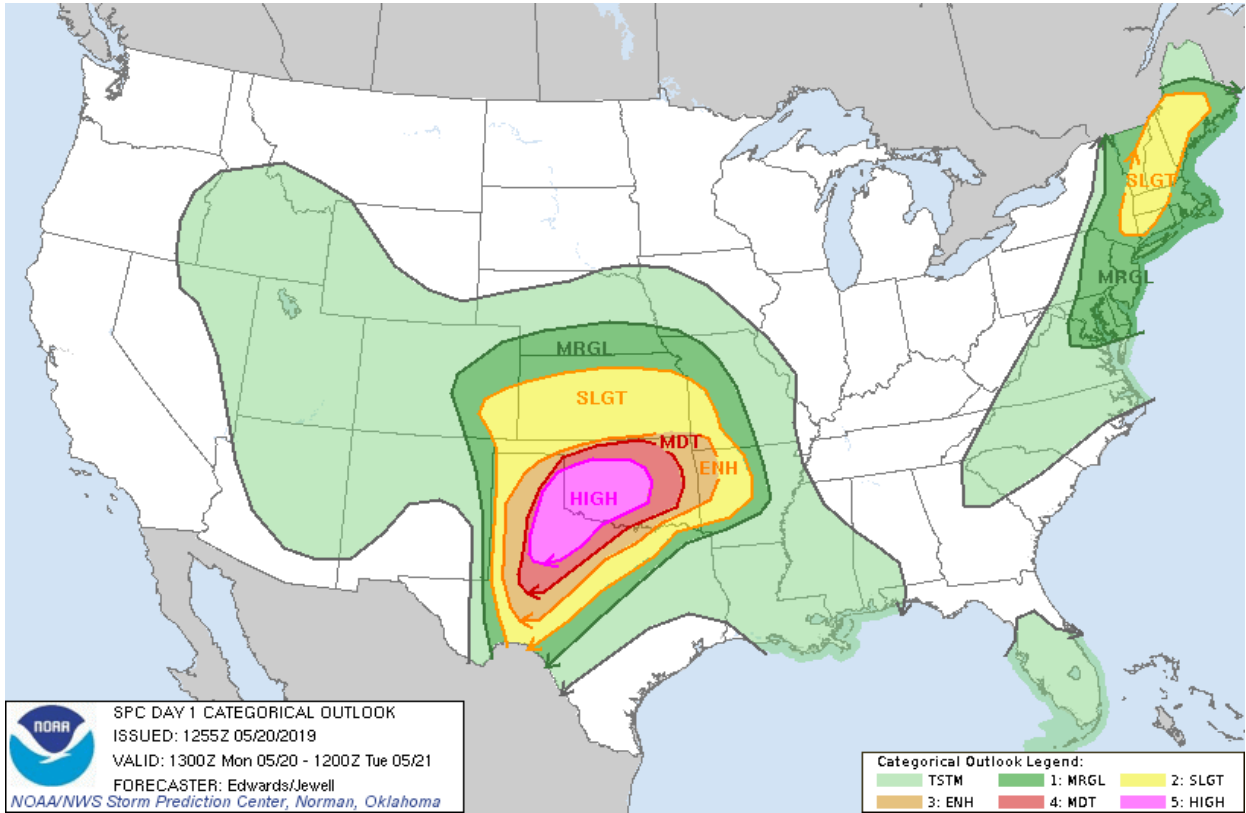 SLGT
MRGL
MRGL
SLGT
MDT
ENH
HIGH
NOAA
SPC DAY 1 CATEGORICAL OUTLOOK
ISSUED: 1255Z 05/20/2019
VALID: 1300Z Mon 05/20 - 1200Z Tue 05/21
FORECASTER: Edwards/Jewell
NOAA/NWS Storm Prediction Center, Norman, Oklahoma
Categorical Outlook Legend:
TSTM 1: MRGL 2: SLGT
3: ENH 4: MDT 5: HIGH